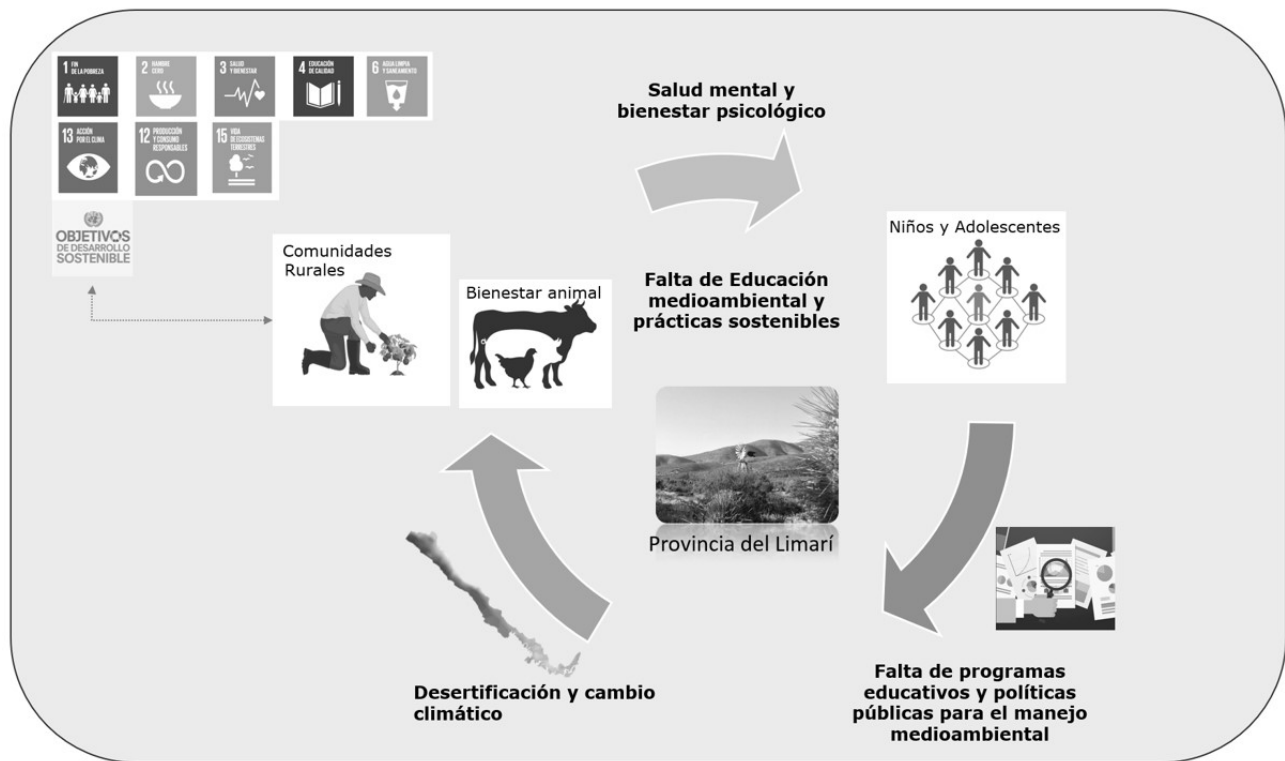 1 FIN
DE LA POBREZA
2 HAMBRE
CERO
3 SALUD
Y BIENESTAR
4 EDUCACIÓN
DE CALIDAD
6 AGUA LIMPIA
Y SANEAMIENTO
13 ACCIÓN
POR EL CLIMA
12 PRODUCCIÓN
Y CONSUMO
RESPONSABLES
15 VIDA
DE ECOSISTEMAS
TERRESTRES
OBJETIVOS
DE DESARROLLO
SOSTENIBLE
Salud mental y
bienestar psicológico
Comunidades
Rurales
Bienestar animal
Falta de Educación
medioambiental y
prácticas sostenibles
Niños y Adolescentes
Provincia del Limarí
Desertificación y cambio
climático
Falta de programas
educativos y políticas
públicas para el manejo
medioambiental